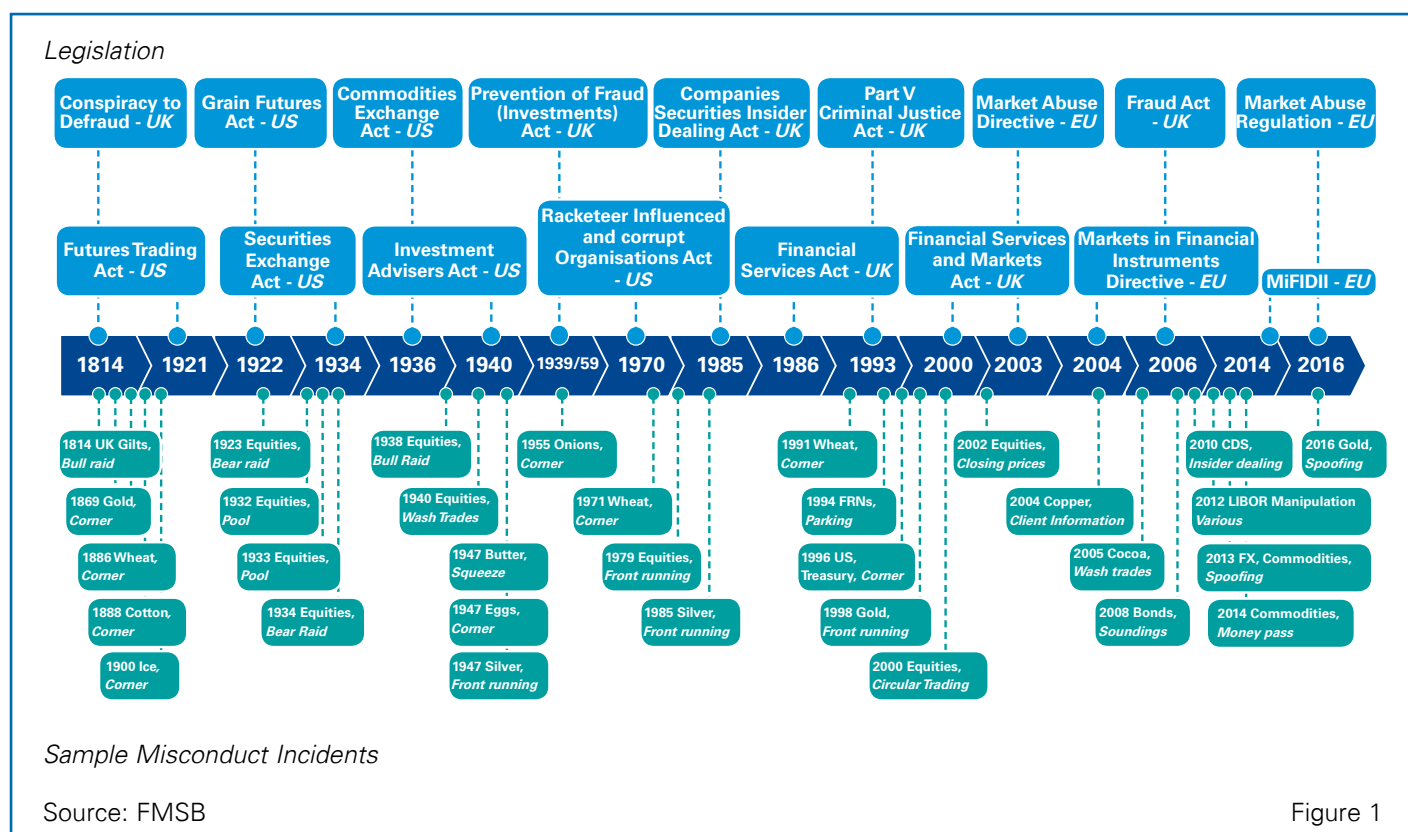 Legislation
Conspiracy to
Defraud - UK
Grain Futures
Act - US
Commodities
Exchange
Act - US
Prevention of Fraud
(Investments)
Act - UK
Companies
Securities Insider
Dealing Act - UK
Part V
Criminal Justice
Act - UK
Market Abuse
Directive - EU
Fraud Act
- UK
Market Abuse
Regulation - EU
Futures Trading
Act - US
Securities
Exchange
Act - US
Investment
Advisers Act - US
Racketeer Influenced
and corrupt
Organisations Act
- US
Financial
Services Act - UK
Financial Services
and Markets
Act - UK
Markets in Financial
Instruments
Directive - EU
MiFIDII - EU
1814
1921
1922
1934
1936
1940
1939/59
1970
1985
1986
1993
2000
2003
2004
2006
2014
2016
1814 UK Gilts,
Bull raid
1869 Gold,
Corner
1886 Wheat,
Corner
1888 Cotton,
Corner
1900 Ice,
Corner
1923 Equities,
Bear raid
1932 Equities,
Pool
1933 Equities,
Pool
1934 Equities,
Bear Raid
1938 Equities,
Bull Raid
1940 Equities,
Wash Trades
1947 Butter,
Squeeze
1947 Eggs,
Corner
1947 Silver,
Front running
1955 Onions,
Corner
1971 Wheat,
Corner
1979 Equities,
Front running
1985 Silver,
Front running
1991 Wheat,
Corner
1994 FRNs,
Parking
1996 US,
Treasury, Corner
1998 Gold,
Front running
2000 Equities,
Circular Trading
2002 Equities,
Closing prices
2004 Copper,
Client Information
2005 Cocoa,
Wash trades
2008 Bonds,
Soundings
2010 CDS,
Insider dealing
2012 LIBOR Manipulation
Various
2013 FX, Commodities,
Spoofing
2014 Commodities,
Money pass
2016 Gold,
Spoofing
Sample Misconduct Incidents
Source: FMSB
Figure 1